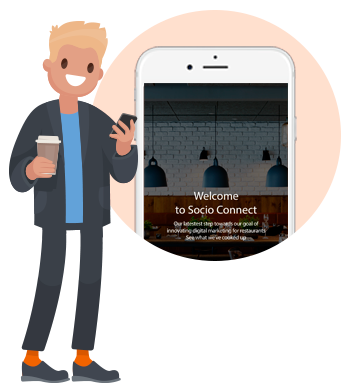 Welcome
to Socio Connect
Our latestest step towards our goal of
innovating digital marketing for restaurants
See what we've cooked up